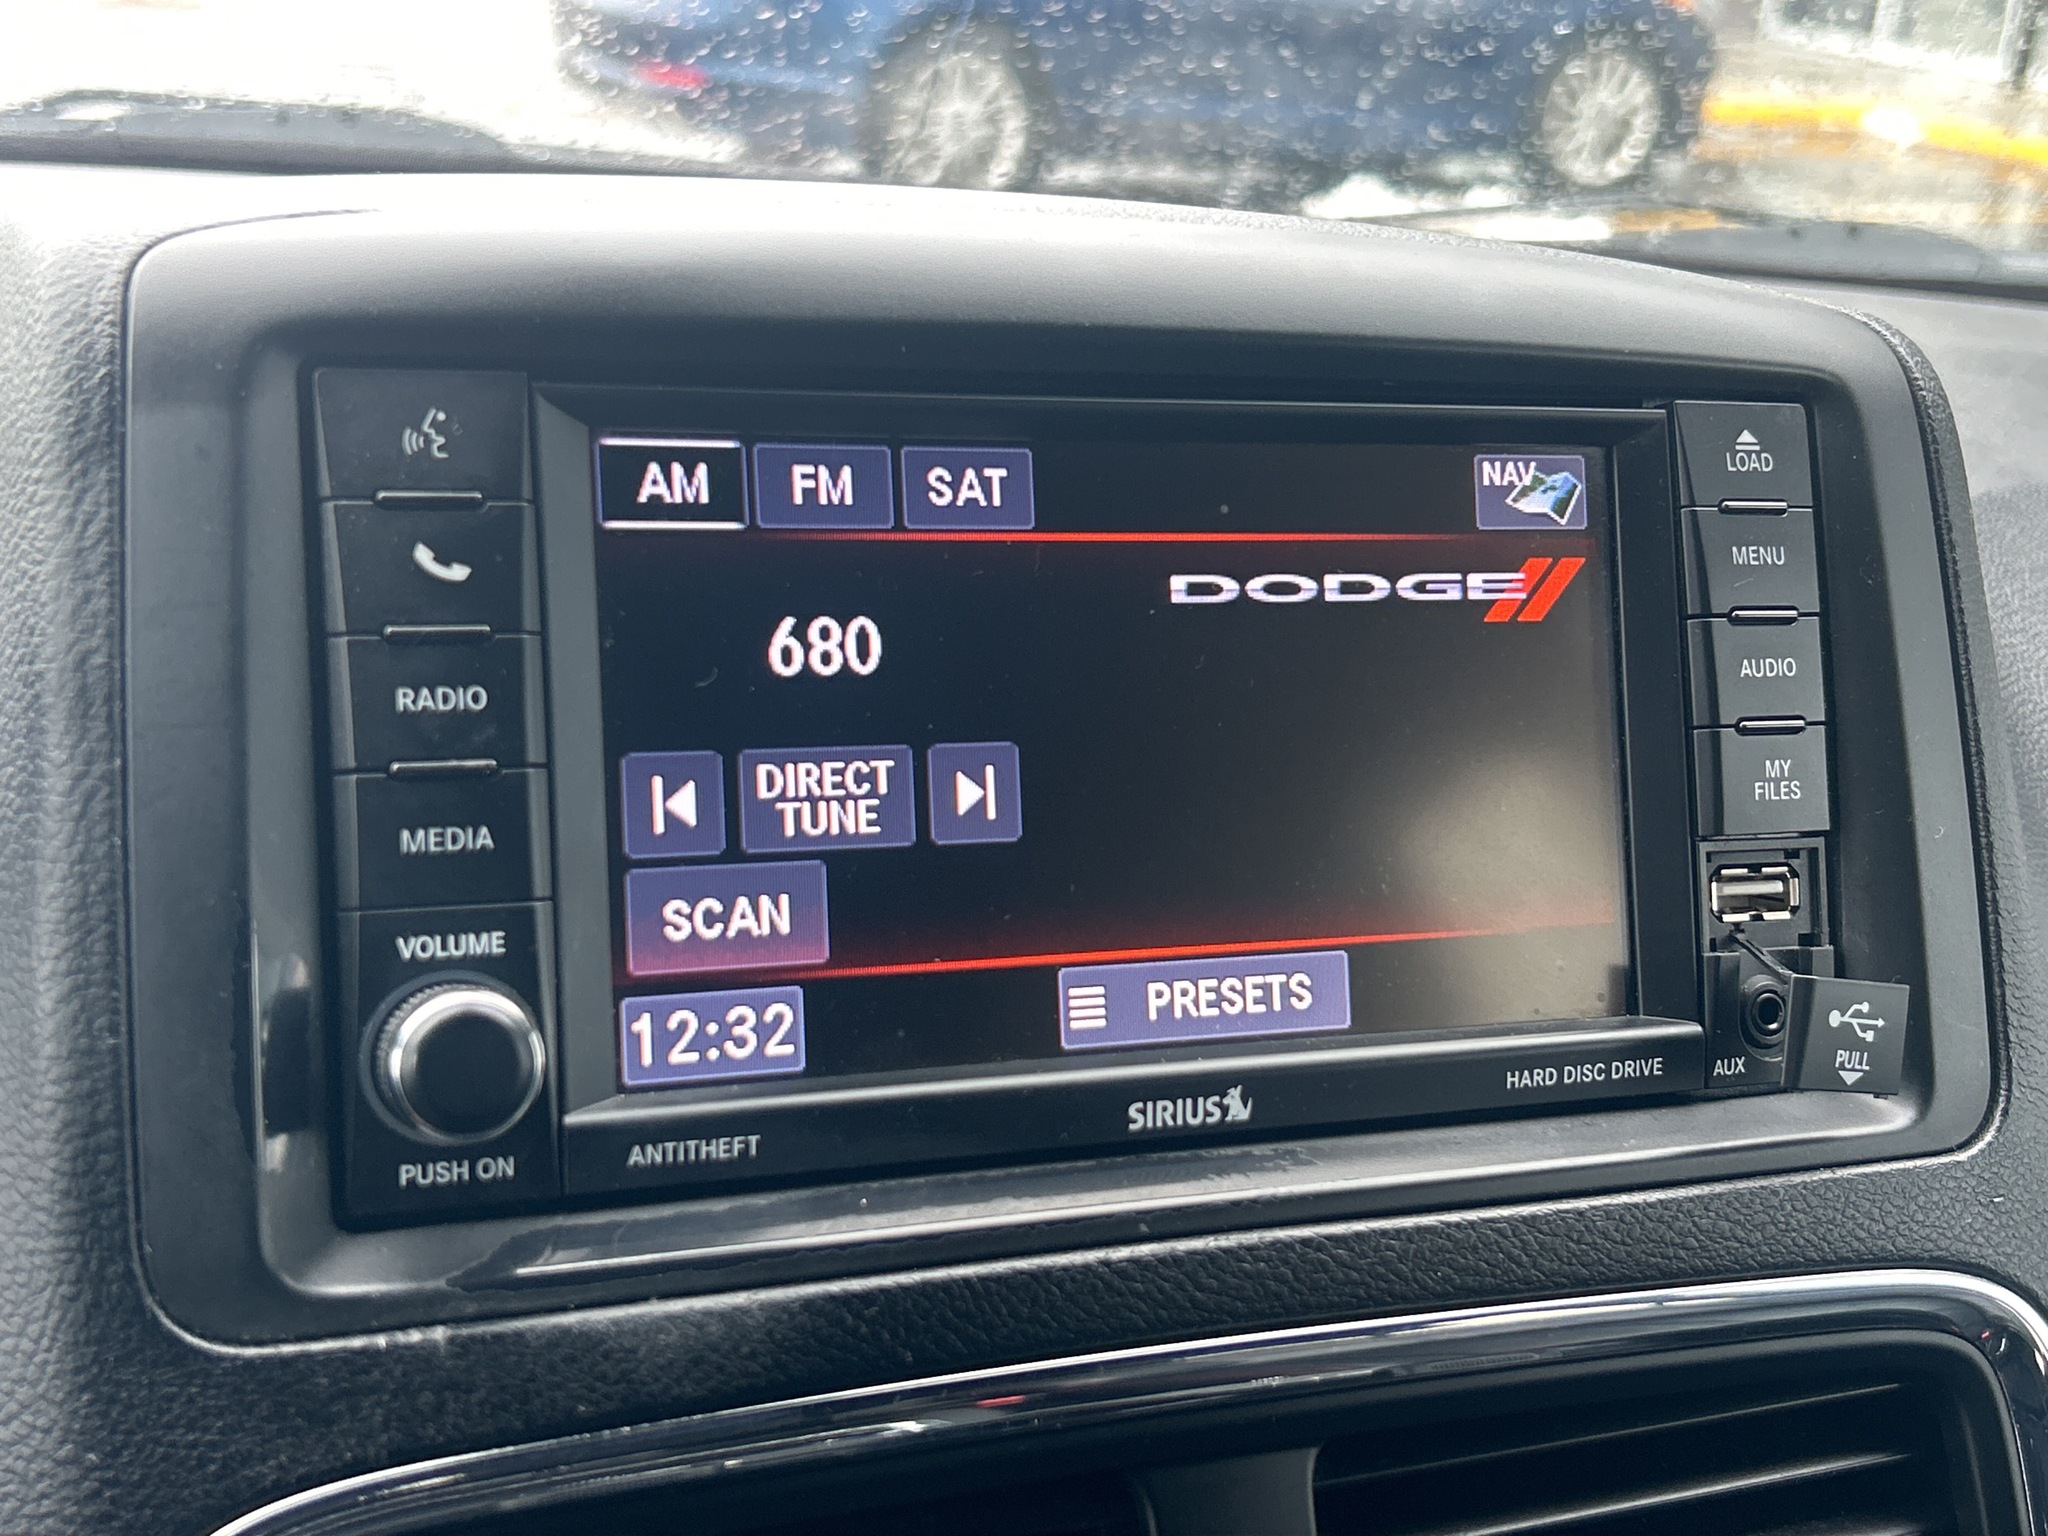 AM FM SAT NAV
DODGE
680
DIRECT
TUNE
SCAN
12:32
PRESETS
RADIO
MEDIA
VOLUME
PUSH ON
LOAD
MENU
AUDIO
MY
FILES
AUX
PULL
ANTITHEFT
SIRIUS
HARD DISC DRIVE